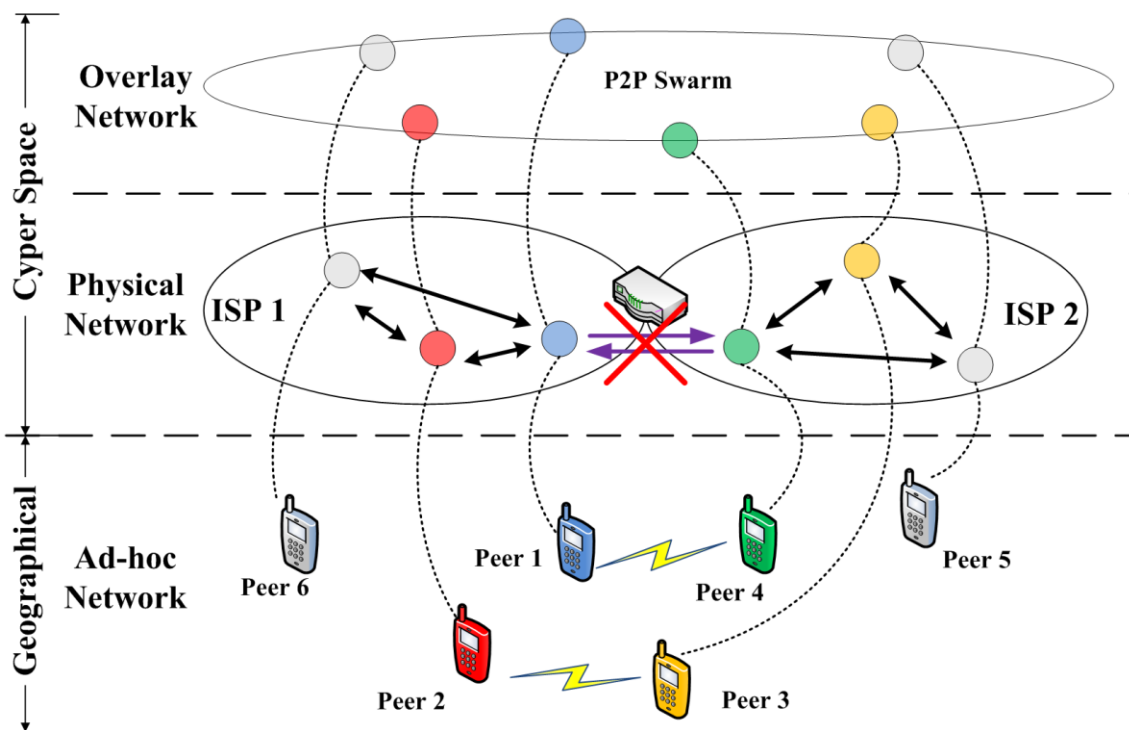 Cyper Space
Overlay
Network
P2P Swarm
Physical
Network
ISP 1
ISP 2
Geographical
Ad-hoc
Network
Peer 6
Peer 1
Peer 4
Peer 5
Peer 2
Peer 3